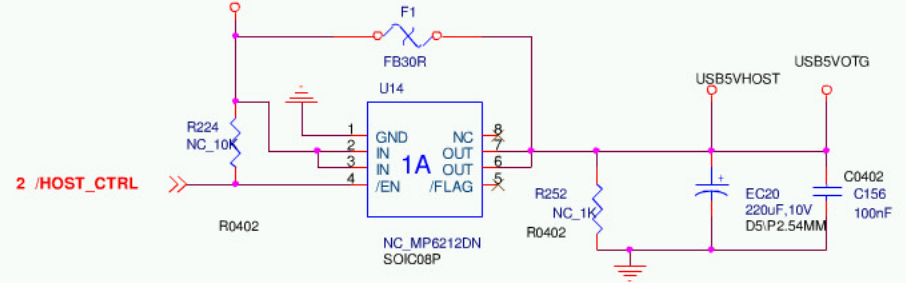 F1
FB30R
USB5VOTG
USB5VHOST
U14
R224
NC_10K
1 GND NC 8
2 IN OUT 7
3 IN OUT 6
4 /EN /FLAG 5
1A
2 /HOST_CTRL
R0402
NC_MP6212DN
SOIC08P
R252
NC_1K
R0402
+
EC20
220uF,10V
D5\P2.54MM
C0402
C156
100nF